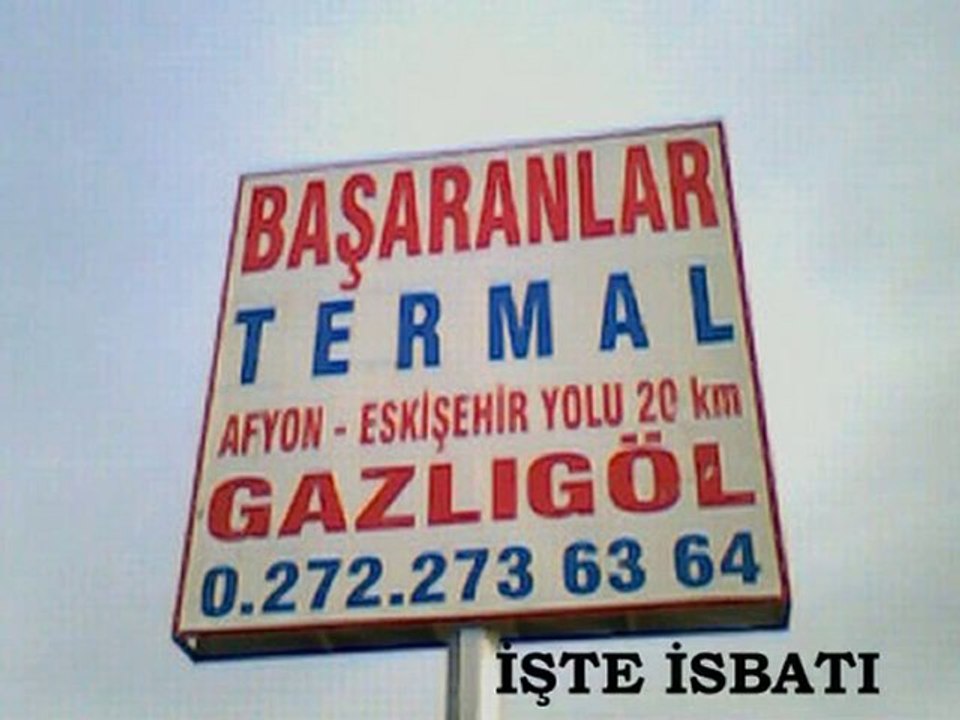 BAŞARANLAR
TERMAL
AFYON - ESKİŞEHİR YOLU 20 km
GAZLIGÖL
0.272.273 63 64
İŞTE İSBATI